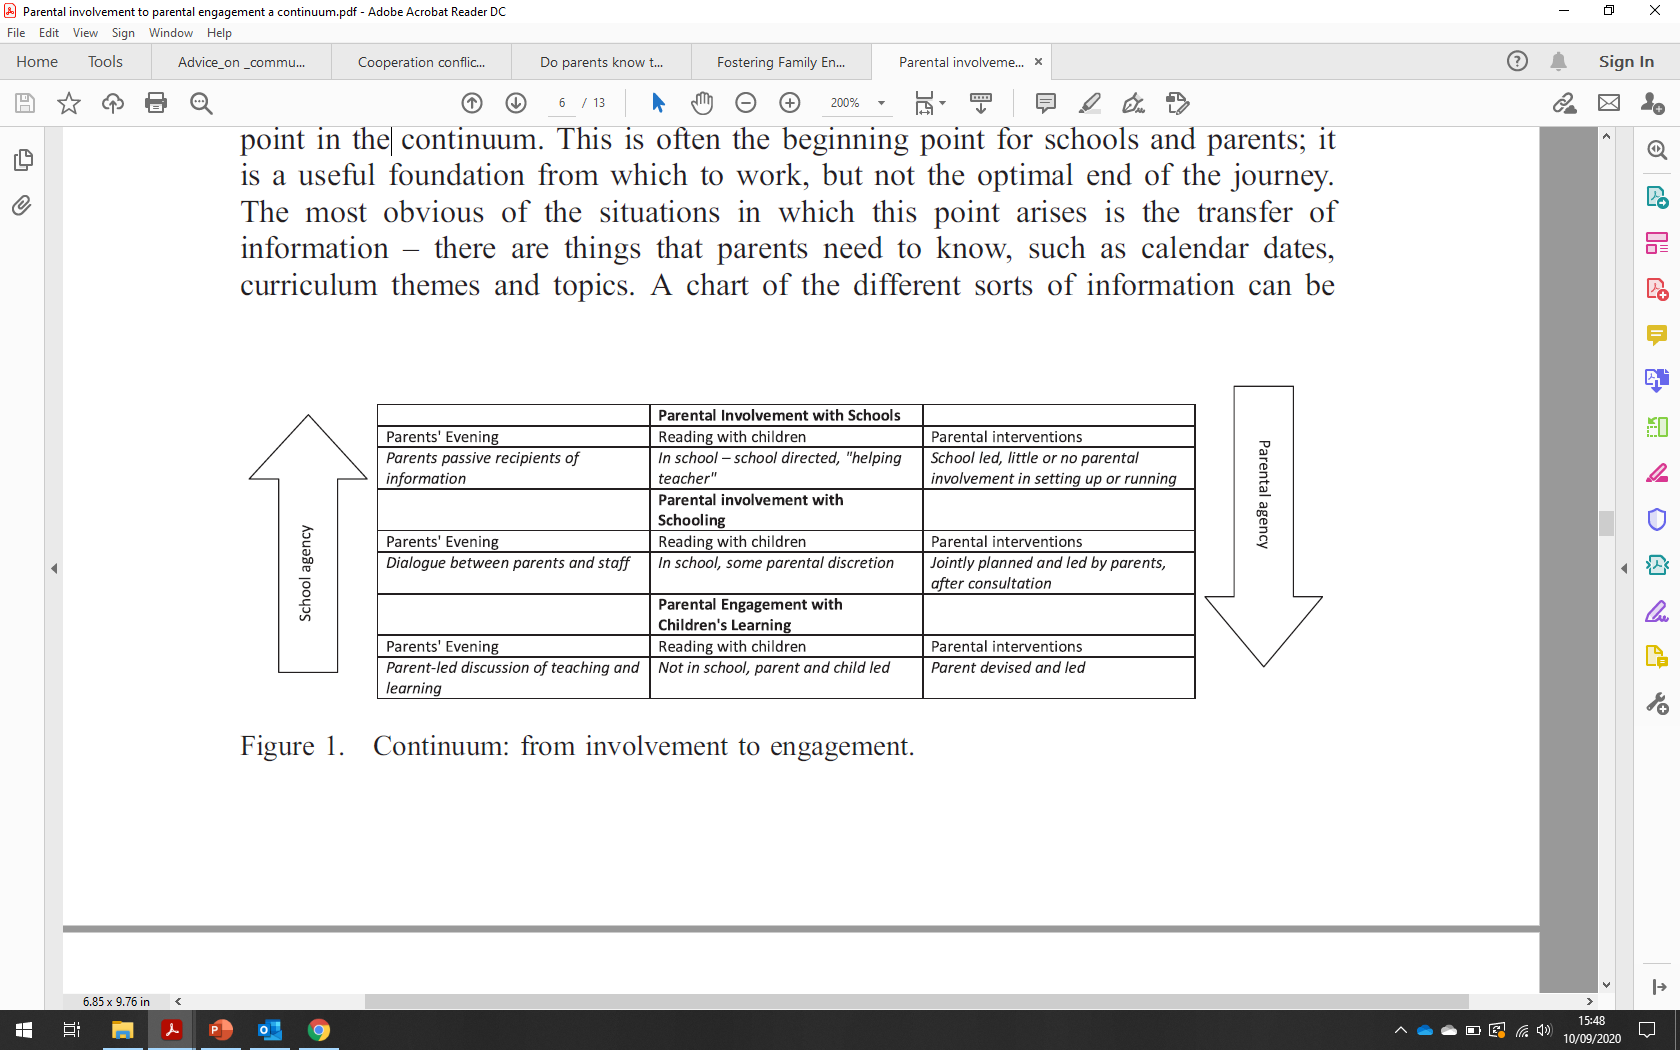 Parental involvement to parental engagement a continuum.pdf - Adobe Acrobat Reader DC
File Edit View Sign Window Help
Home Tools Advice_on _commu... Cooperation conflic... Do parents know t... Fostering Family En... Parental involveme... × Sign In
6 / 13 200%
point in the continuum. This is often the beginning point for schools and parents; it
is a useful foundation from which to work, but not the optimal end of the journey.
The most obvious of the situations in which this point arises is the transfer of
information – there are things that parents need to know, such as calendar dates,
curriculum themes and topics. A chart of the different sorts of information can be
School agency
Parental Involvement with Schools
Parents' Evening Reading with children Parental interventions
Parents passive recipients of In school – school directed, "helping School led, little or no parental
information teacher" involvement in setting up or running
Parental involvement with
Schooling
Parents' Evening Reading with children Parental interventions
Dialogue between parents and staff In school, some parental discretion Jointly planned and led by parents,
after consultation
Parental Engagement with
Children's Learning
Parents' Evening Reading with children Parental interventions
Parent-led discussion of teaching and Not in school, parent and child led Parent devised and led
learning
Parental agency
Figure 1. Continuum: from involvement to engagement.
6.85 x 9.76 in
15:48
10/09/2020